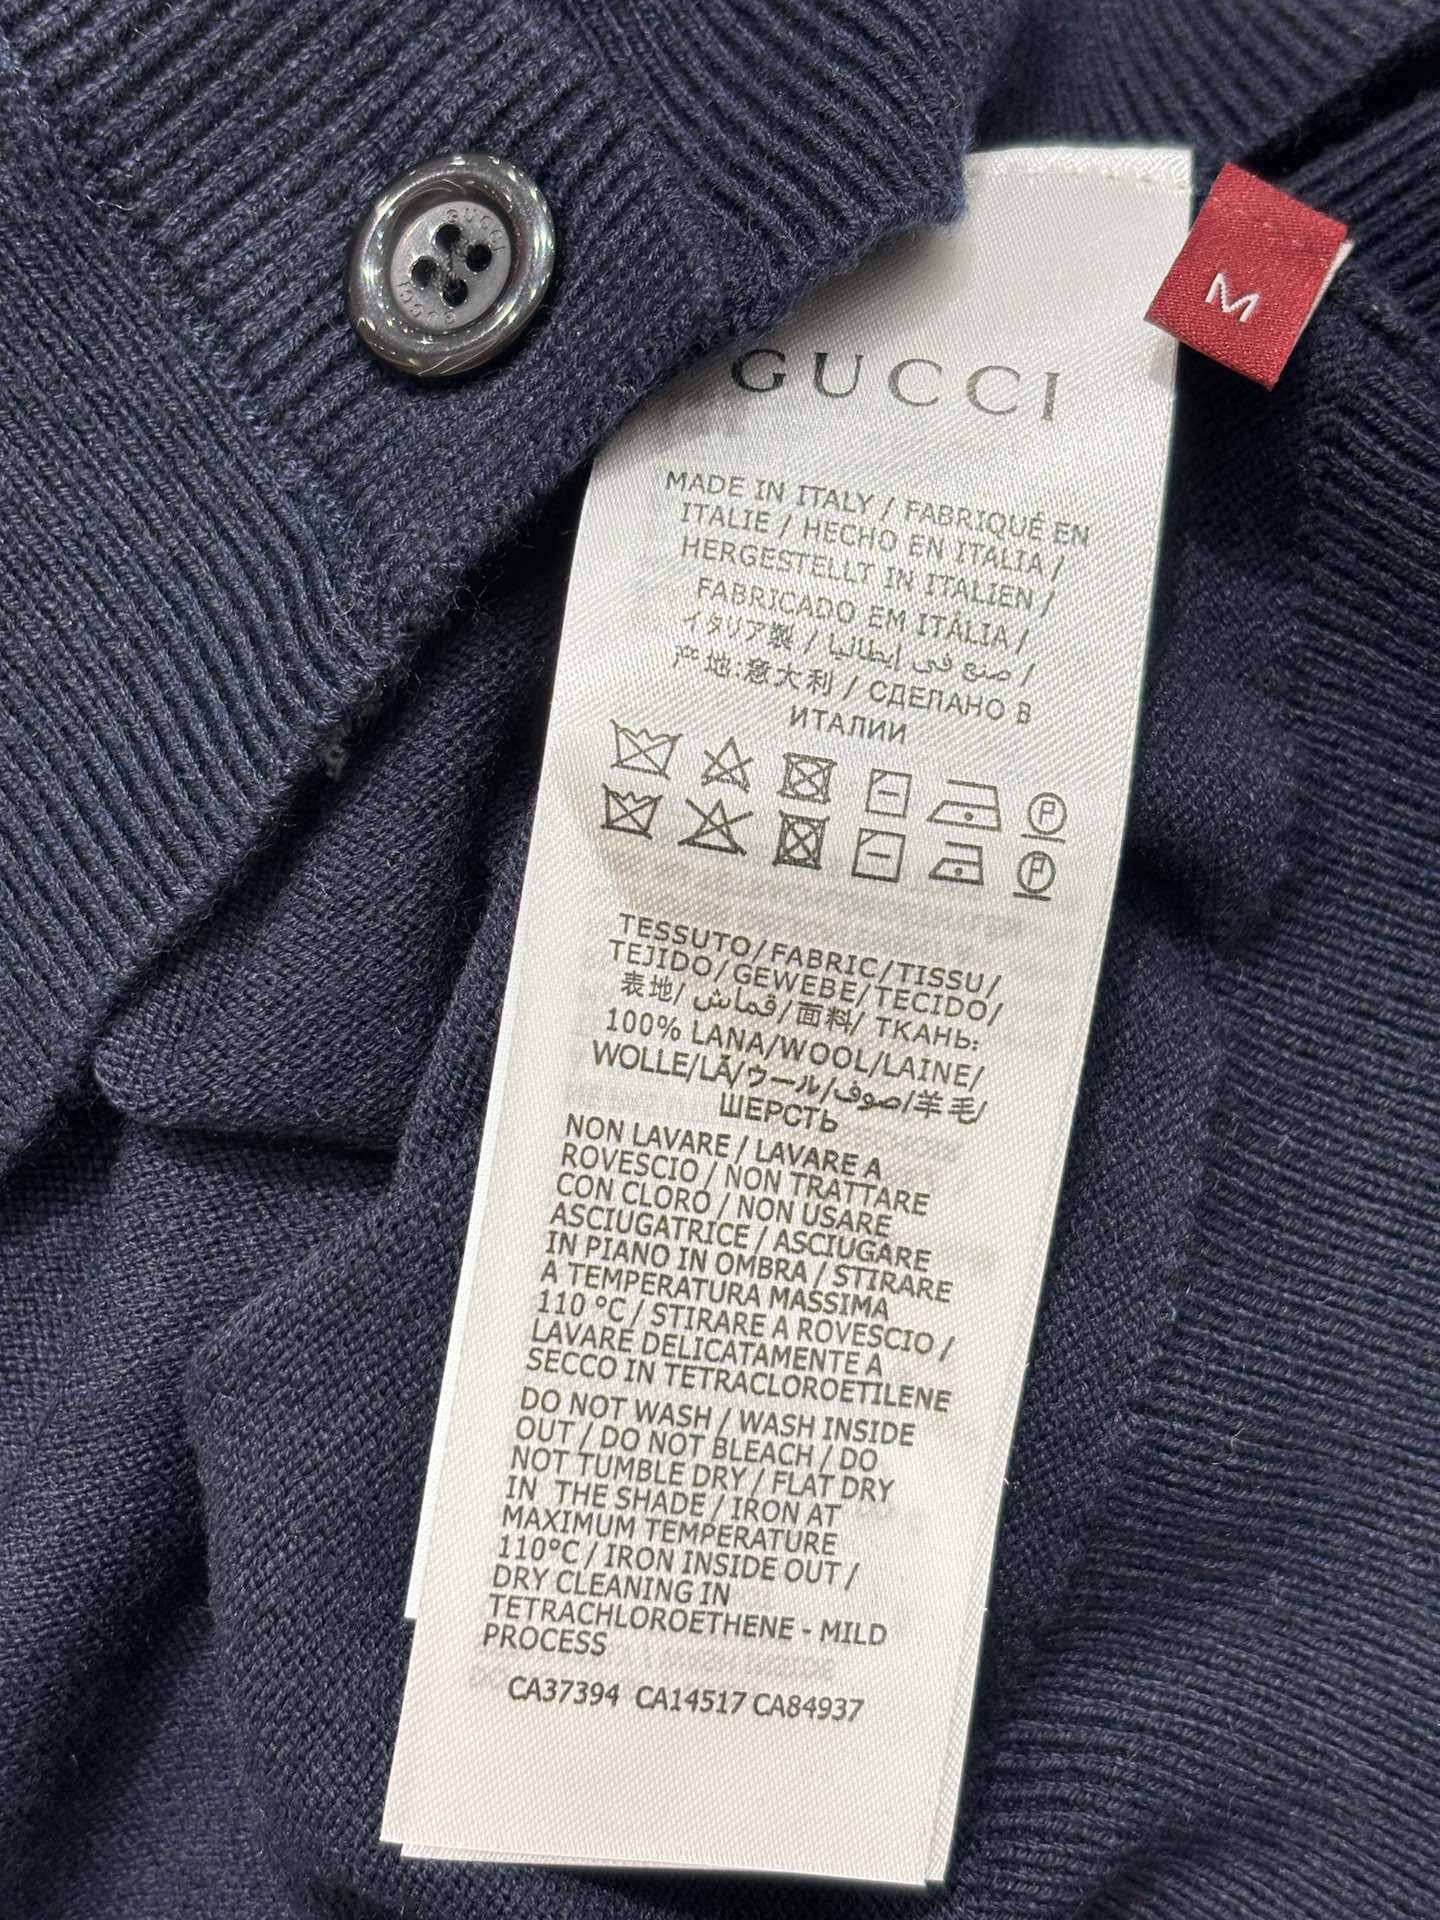 GUCCI
GUCCI
M
GUCCI
MADE IN ITALY / FABRIQUÉ EN
ITALIE / HECHO EN ITALIA /
HERGESTELLT IN ITALIEN /
FABRICADO EM ITÁLIA /
イタリア製 / صنع في إيطاليا /
产地:意大利 / СДЕЛАНО В
ИТАЛИИ
P
P
TESSUTO/FABRIC/TISSU/
TEJIDO/GEWEBE/TECIDO/
表地/ قماش/面料/ ТКАНЬ:
100% LANA/WOOL/LAINE/
WOLLE/LÃ/ウール/صوف/羊毛/
ШЕРСТЬ
NON LAVARE / LAVARE A
ROVESCIO / NON TRATTARE
CON CLORO / NON USARE
ASCIUGATRICE / ASCIUGARE
IN PIANO IN OMBRA / STIRARE
A TEMPERATURA MASSIMA
110 °C / STIRARE A ROVESCIO /
LAVARE DELICATAMENTE A
SECCO IN TETRACLOROETILENE
DO NOT WASH / WASH INSIDE
OUT / DO NOT BLEACH / DO
NOT TUMBLE DRY / FLAT DRY
IN THE SHADE / IRON AT
MAXIMUM TEMPERATURE
110°C / IRON INSIDE OUT /
DRY CLEANING IN
TETRACHLOROETHENE - MILD
PROCESS
CA37394 CA14517 CA84937